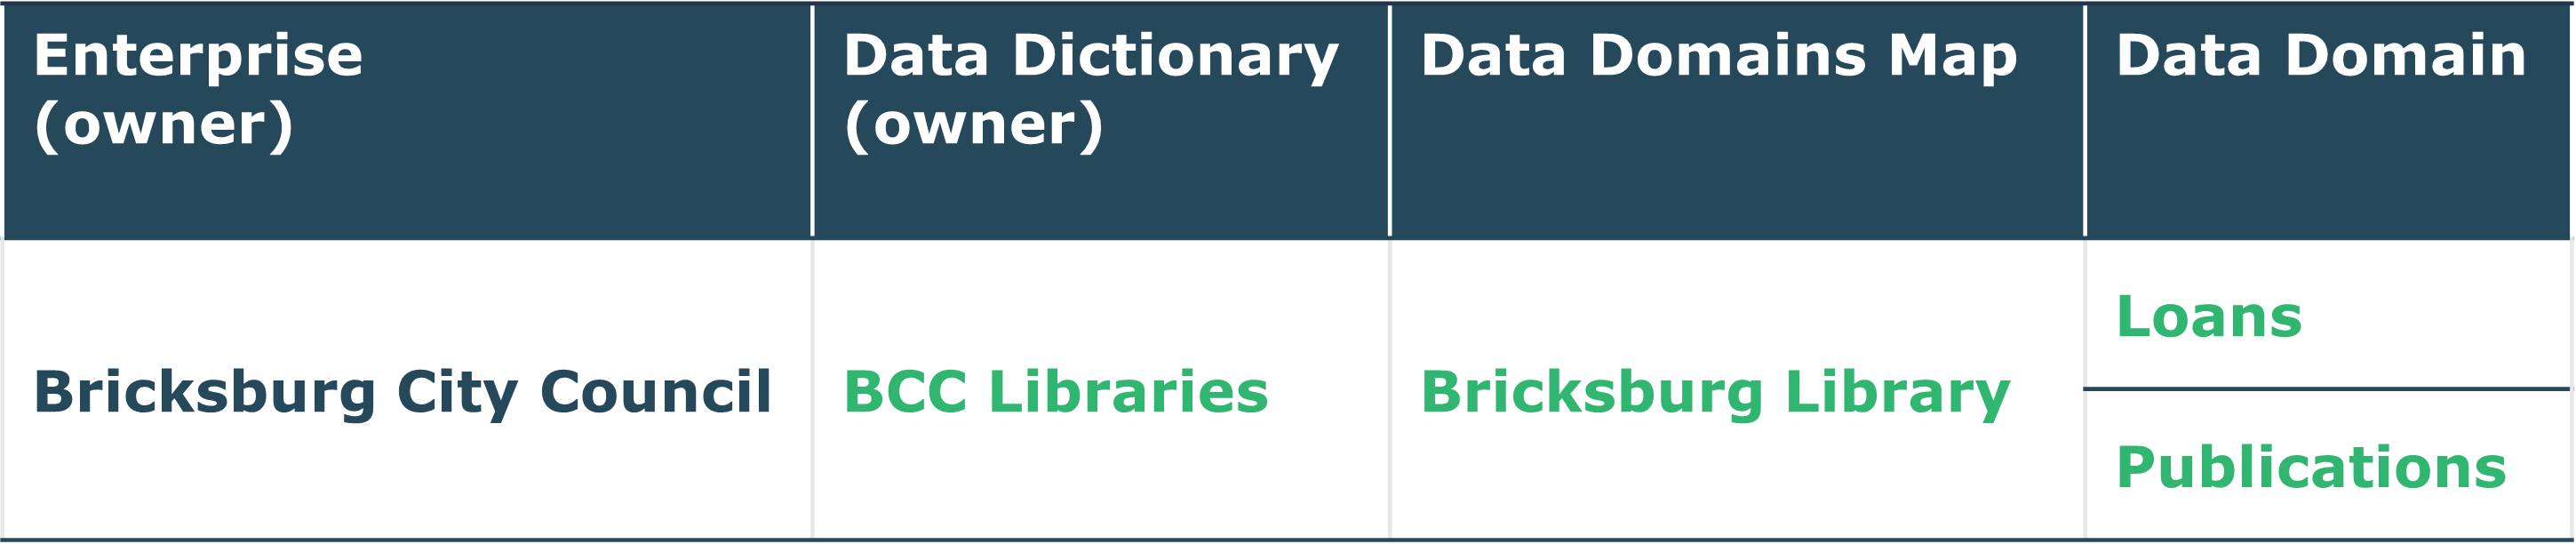 Enterprise
(owner)
Data Dictionary
(owner)
Data Domains Map
Data Domain
Bricksburg City Council
BCC Libraries
Bricksburg Library
Loans
Publications